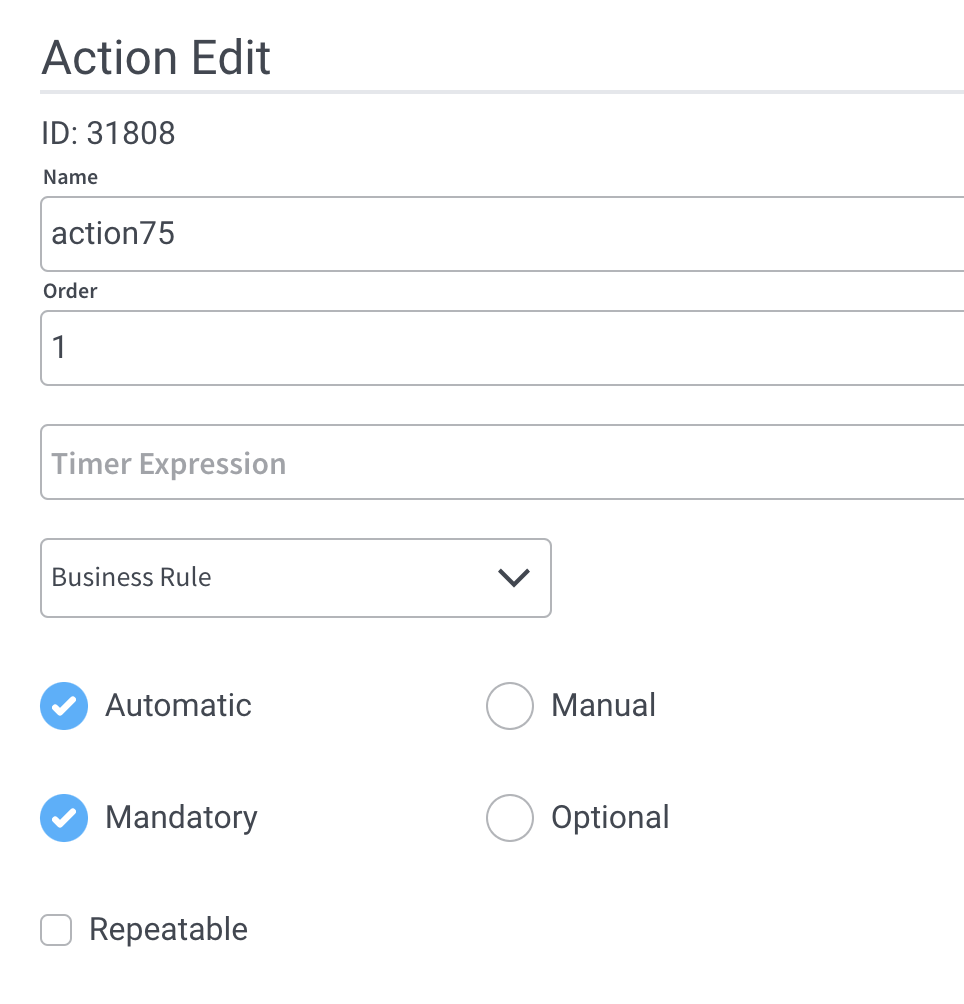 Action Edit
ID: 31808
Name
action75
Order
1
Timer Expression
Business Rule
Automatic Manual
Mandatory Optional
Repeatable